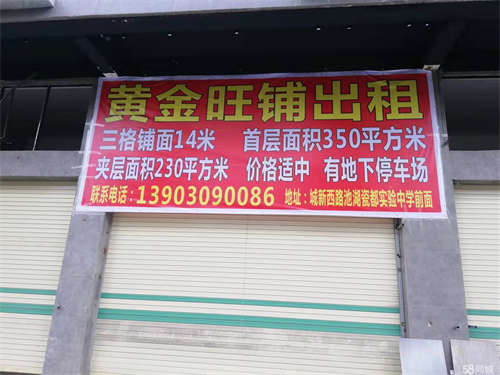 黄金旺铺出租
三格铺面14米 首层面积350平方米
夹层面积230平方米 价格适中 有地下停车场
联系电话:13903090086 地址:城新西路池湖瓷都实验中学前面
58同城